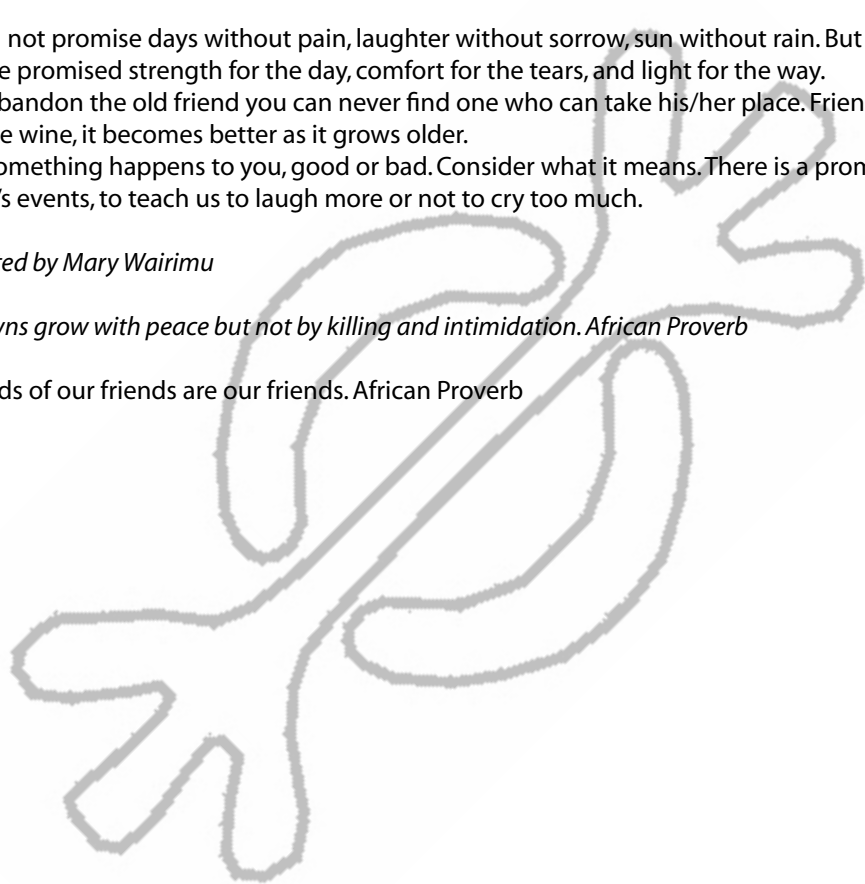 not promise days without pain, laughter without sorrow, sun without rain. But
e promised strength for the day, comfort for the tears, and light for the way.
bandon the old friend you can never find one who can take his/her place. Frien
e wine, it becomes better as it grows older.
omething happens to you, good or bad. Consider what it means. There is a prom
's events, to teach us to laugh more or not to cry too much.
red by Mary Wairimu
wns grow with peace but not by killing and intimidation. African Proverb
ds of our friends are our friends. African Proverb